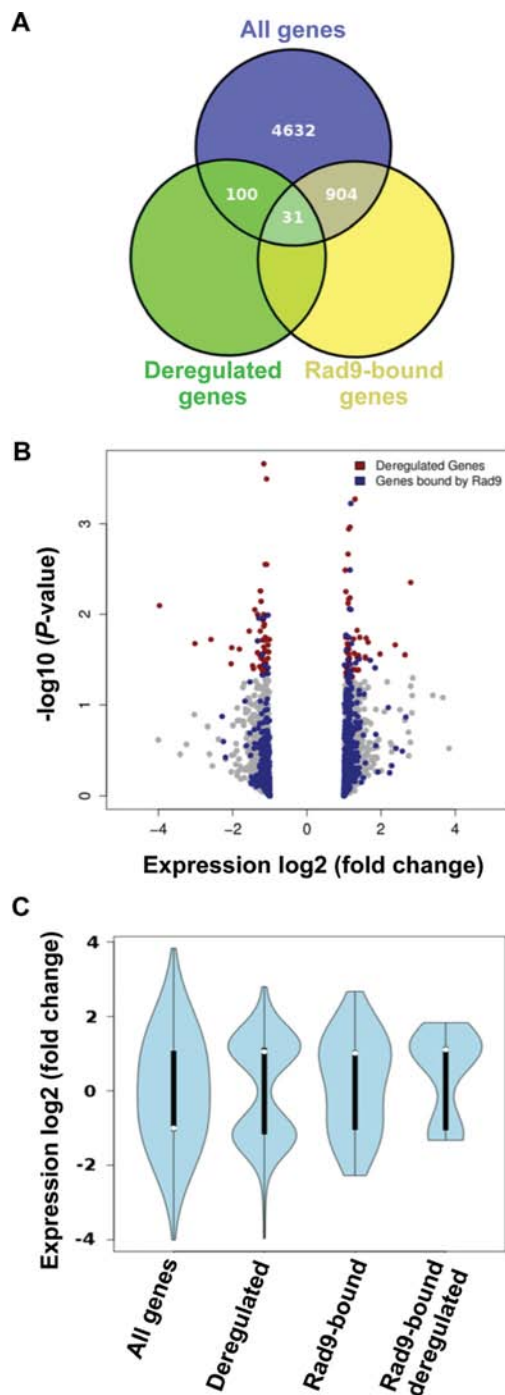 A
All genes
4632
100
904
31
Deregulated
genes
Rad9-bound
genes
B
Deregulated Genes
Genes bound by Rad9
-log10 (P-value)
3
2
1
0
-4
-2
0
2
4
Expression log2 (fold change)
C
Expression log2 (fold change)
4
2
0
-2
-4
All genes
Deregulated
Rad9-bound
Rad9-bound
deregulated